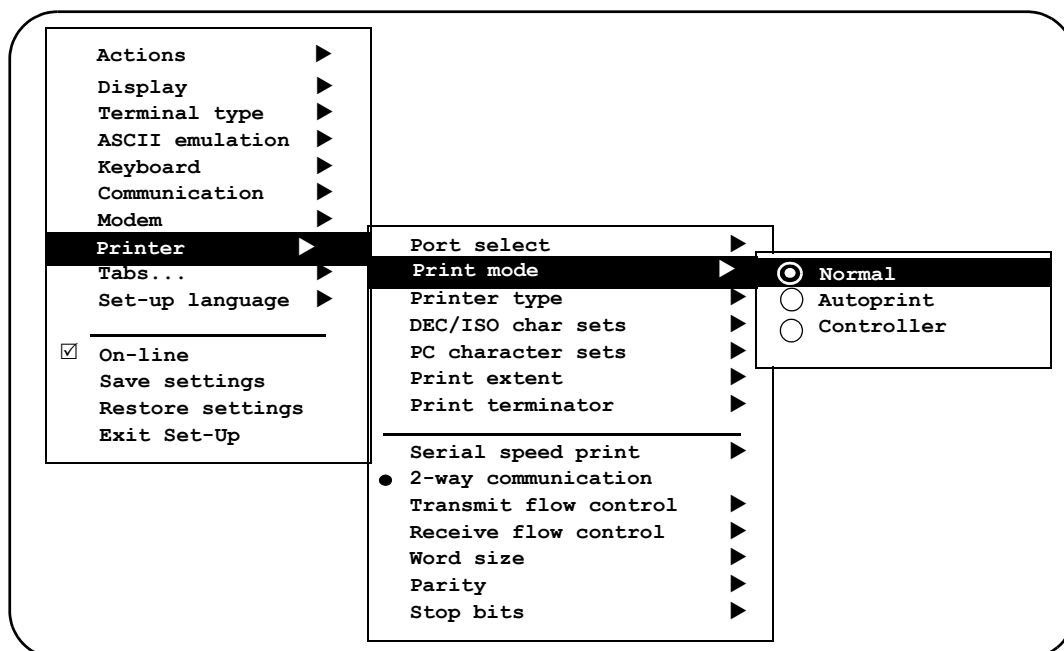 Actions ▶
Display ▶
Terminal type ▶
ASCII emulation ▶
Keyboard ▶
Communication ▶
Modem ▶
Printer ▶
Tabs... ▶
Set-up language ▶
☑ On-line
Save settings
Restore settings
Exit Set-Up
Port select ▶
Print mode ▶
Printer type ▶
DEC/ISO char sets ▶
PC character sets ▶
Print extent ▶
Print terminator ▶
Serial speed print ▶
● 2-way communication
Transmit flow control ▶
Receive flow control ▶
Word size ▶
Parity ▶
Stop bits ▶
Normal
Autoprint
Controller